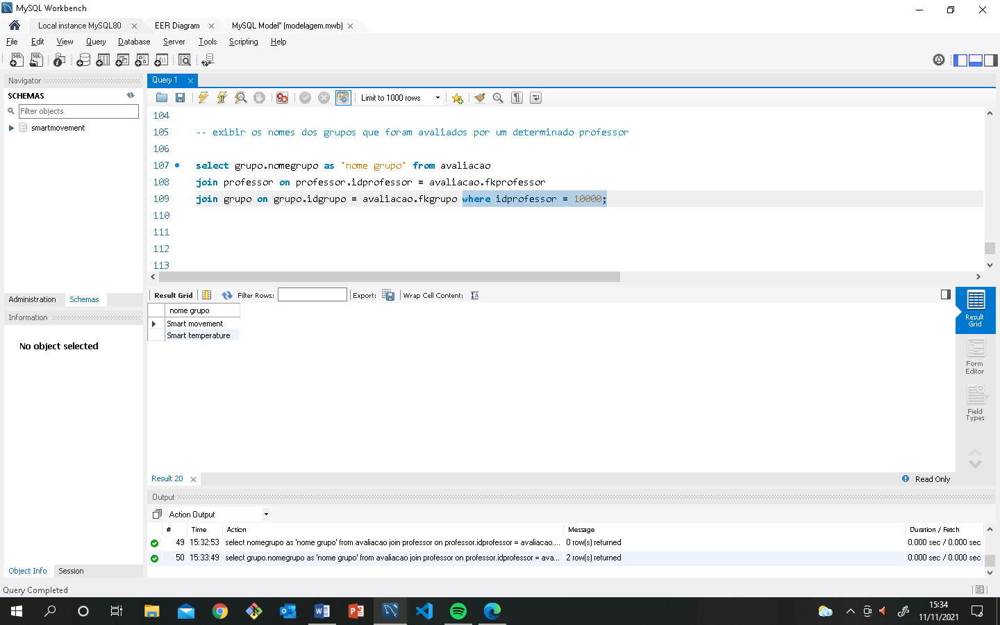 MySQL Workbench
Local instance MySQL80
EER Diagram
MySQL Model* (modelagem.mwb)
File Edit View Query Database Server Tools Scripting Help
Navigator
SCHEMAS
Filter objects
smartmovement
Administration Schemas
Information
No object selected
Object Info Session
Query 1
Limit to 1000 rows
104
105 -- exibir os nomes dos grupos que foram avaliados por um determinado professor
106
107 select grupo.nomegrupo as 'nome grupo' from avaliacao
108 join professor on professor.idprofessor = avaliacao.fkprofessor
109 join grupo on grupo.idgrupo = avaliacao.fkgrupo where idprofessor = 10000;
110
111
112
113
Result Grid Filter Rows: Export: Wrap Cell Content:
nome grupo
Smart movement
Smart temperature
Result Grid
Form Editor
Field Types
Result 20
Read Only
Output
Action Output
# Time Action Message Duration / Fetch
49 15:32:53 select nomegrupo as 'nome grupo' from avaliacao join professor on professor.idprofessor = avaliacao.... 0 row(s) returned 0.000 sec / 0.000 sec
50 15:33:49 select grupo.nomegrupo as 'nome grupo' from avaliacao join professor on professor.idprofessor = ava... 2 row(s) returned 0.000 sec / 0.000 sec
Query Completed
15:34
11/11/2021